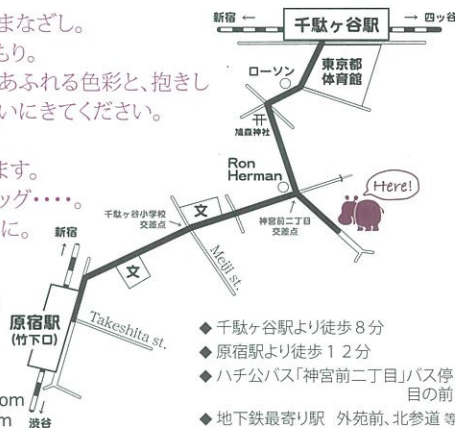 まなざし。
もり。
あふれる色彩と、抱きし
いにきてください。
ます。
ッグ・・・・。
に。
新宿 ←
千駄ヶ谷駅
→ 四ッ谷
ローソン
東京都
体育館
鳩森神社
Ron
Herman
Here!
千駄ヶ谷小学校
交差点
文
神宮前二丁目
交差点
新宿
↑
文
Meiji st.
原宿駅
(竹下口)
Takeshita st.
↓
渋谷
om
m
◆ 千駄ヶ谷駅より徒歩8分
◆ 原宿駅より徒歩12分
◆ ハチ公バス「神宮前二丁目」バス停
目の前
◆ 地下鉄最寄り駅 外苑前、北参道 等